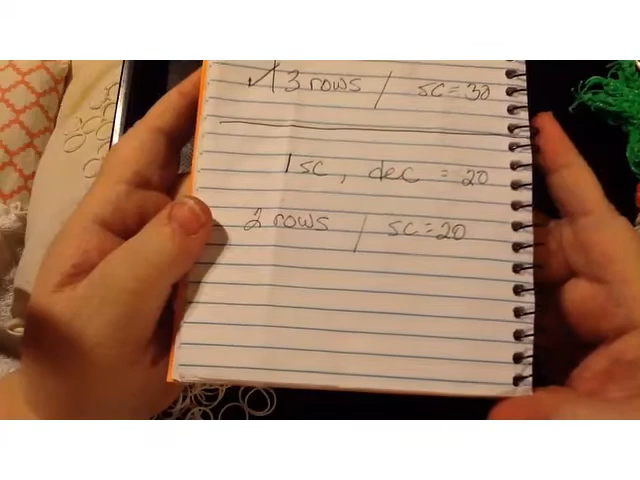 ✓ 3 rows / sc = 30
1 sc, dec = 20
2 rows / sc = 20